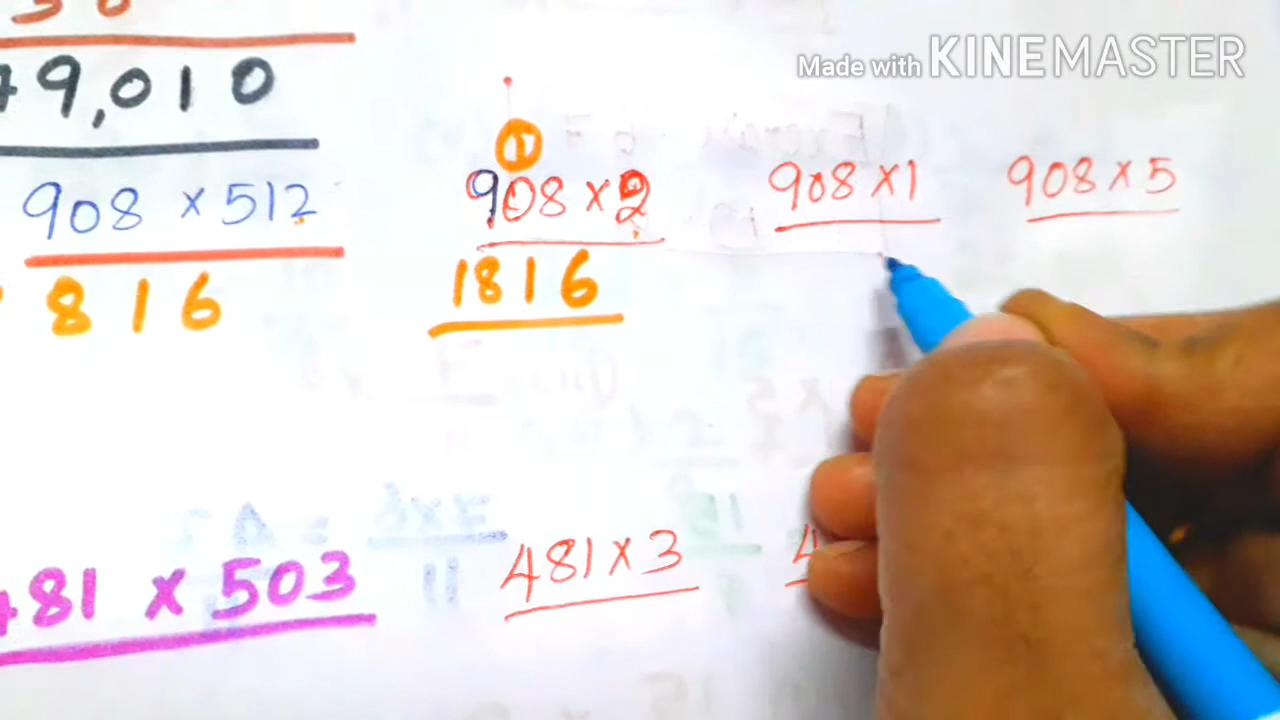 Made with KINEMASTER
9,010
908 × 512
816
1
908 × 2
1816
908 × 1
908 × 5
481 × 503
481 × 3